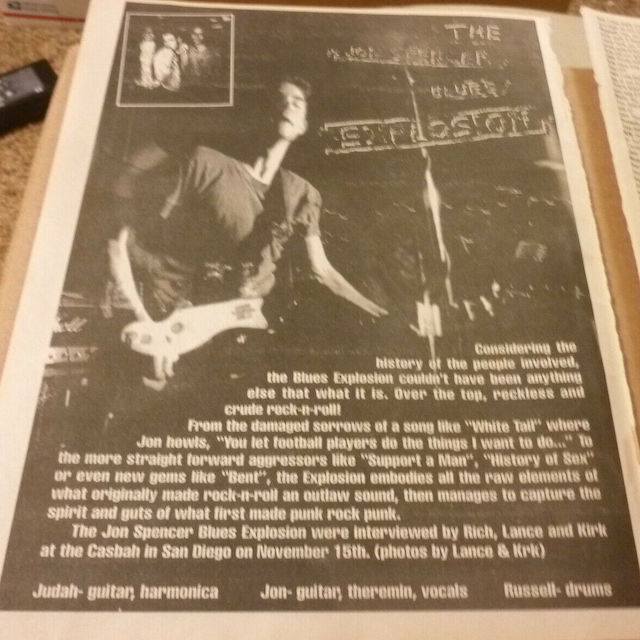 THE
JON SPENCER
BLUES
EXPLOSION
Considering the
history of the people involved,
the Blues Explosion couldn't have been anything
else that what it is. Over the top, reckless and
crude rock-n-roll!
From the damaged sorrows of a song like "White Tail" where
Jon howls, "You let football players do the things I want to do..." To
the more straight forward aggressors like "Support a Man", "History of Sex"
or even new gems like "Bent", the Explosion embodies all the raw elements of
what originally made rock-n-roll an outlaw sound, then manages to capture the
spirit and guts of what first made punk rock punk.
The Jon Spencer Blues Explosion were interviewed by Rich, Lance and Kirk
at the Casbah in San Diego on November 15th. (photos by Lance & Krk)
Judah- guitar, harmonica Jon- guitar, theremin, vocals Russell- drums